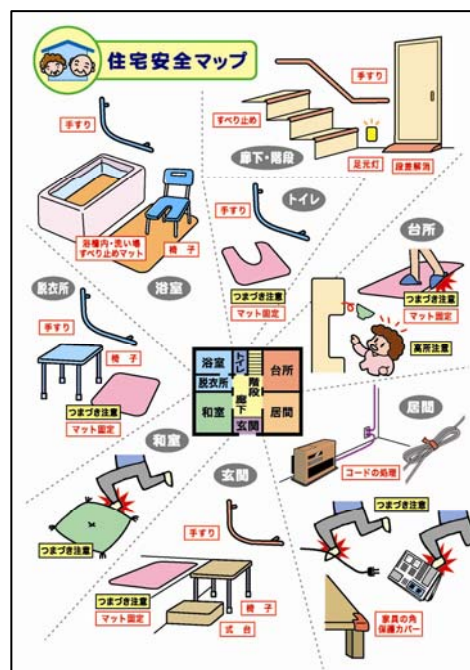 住宅安全マップ
手すり
浴槽内・洗い場
すべり止めマット
椅子
浴室
手すり
すべり止め
足元灯
段差解消
廊下・階段
手すり
トイレ
つまづき注意
マット固定
台所
つまづき注意
マット固定
高所注意
脱衣所
手すり
椅子
つまづき注意
マット固定
浴室
トイレ
台所
脱衣所
階段
廊下
和室
居間
玄関
居間
コードの処理
つまづき注意
家具の角
保護カバー
和室
つまづき注意
玄関
手すり
つまづき注意
マット固定
椅子
式台